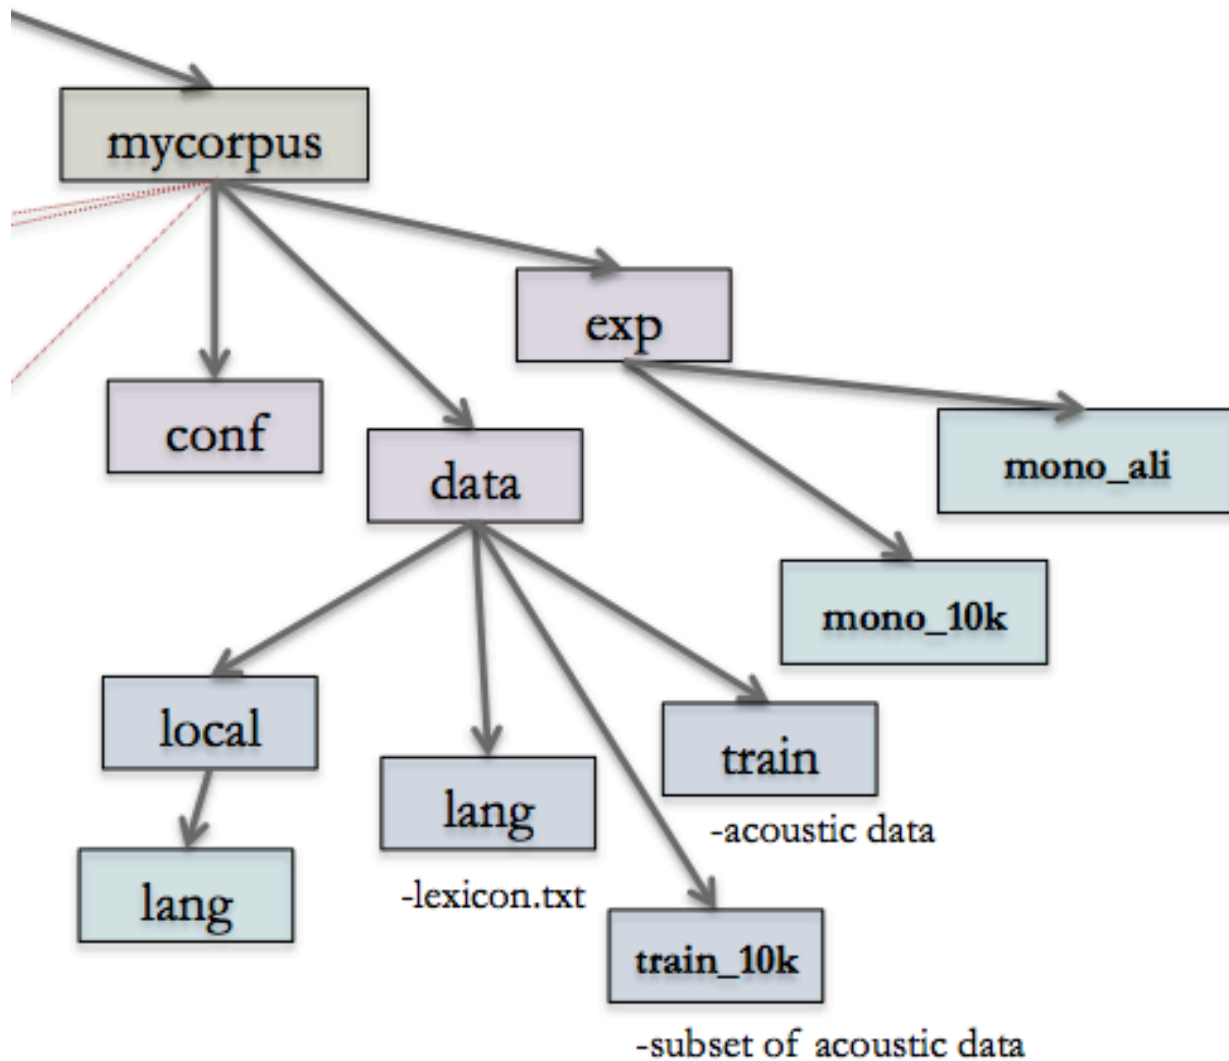 mycorpus
exp
conf
mono_ali
data
mono_10k
local
train
lang
-acoustic data
-lexicon.txt
lang
train_10k
-subset of acoustic data